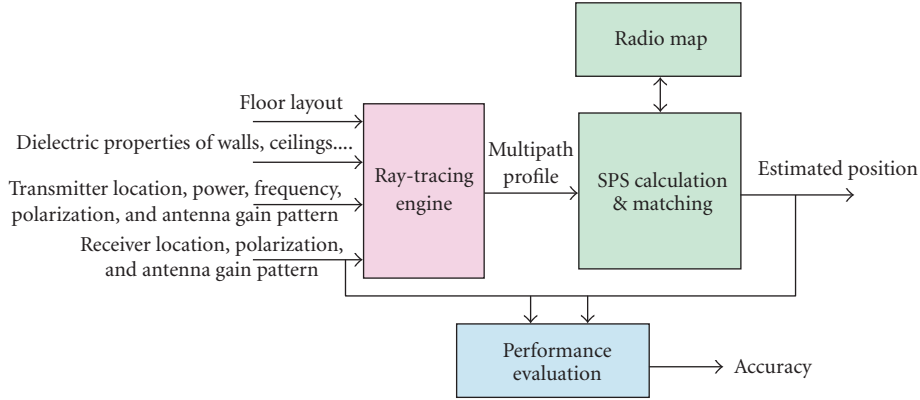 Radio map
Floor layout
Dielectric properties of walls, ceilings....
Transmitter location, power, frequency,
polarization, and antenna gain pattern
Receiver location, polarization,
and antenna gain pattern
Ray-tracing
engine
Multipath
profile
SPS calculation
& matching
Estimated position
Performance
evaluation
Accuracy